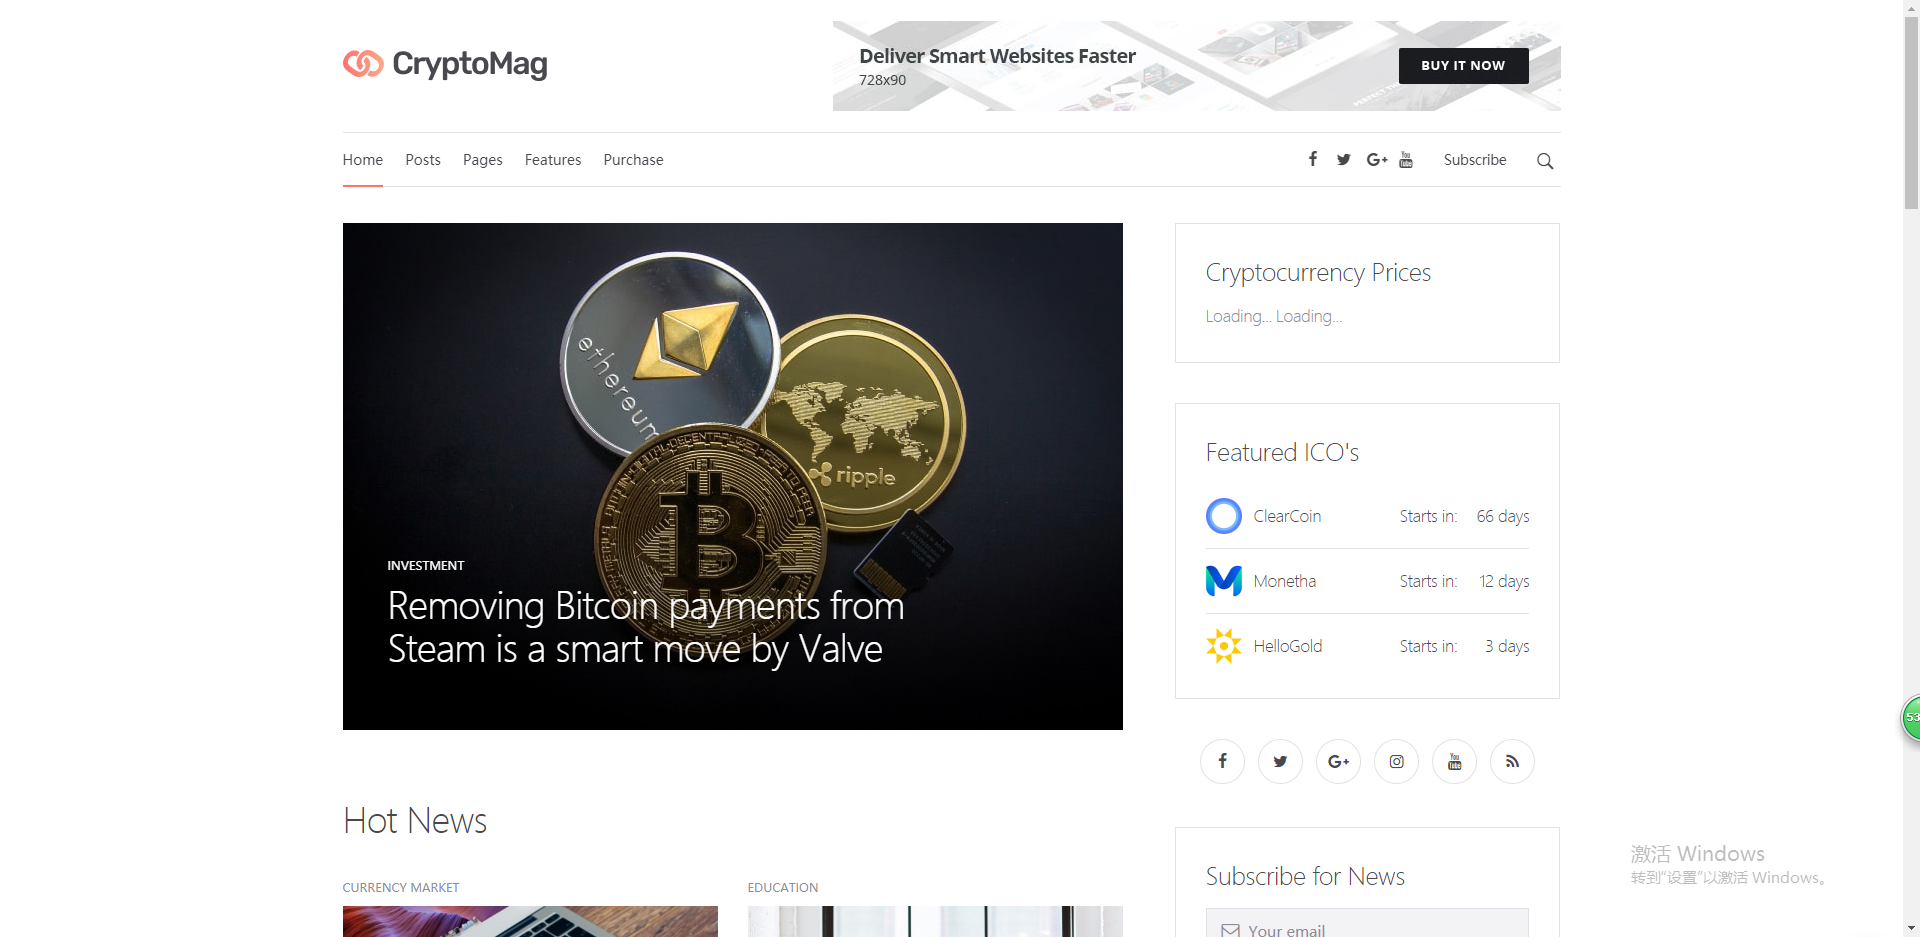 CryptoMag
Deliver Smart Websites Faster
728x90
BUY IT NOW
Home Posts Pages Features Purchase
You Tube
Subscribe
ethereum
ripple
INVESTMENT
Removing Bitcoin payments from
Steam is a smart move by Valve
Hot News
CURRENCY MARKET
EDUCATION
Cryptocurrency Prices
Loading... Loading...
Featured ICO's
ClearCoin Starts in: 66 days
Monetha Starts in: 12 days
HelloGold Starts in: 3 days
You Tube
Subscribe for News
Your email
53
激活 Windows
转到“设置”以激活 Windows。